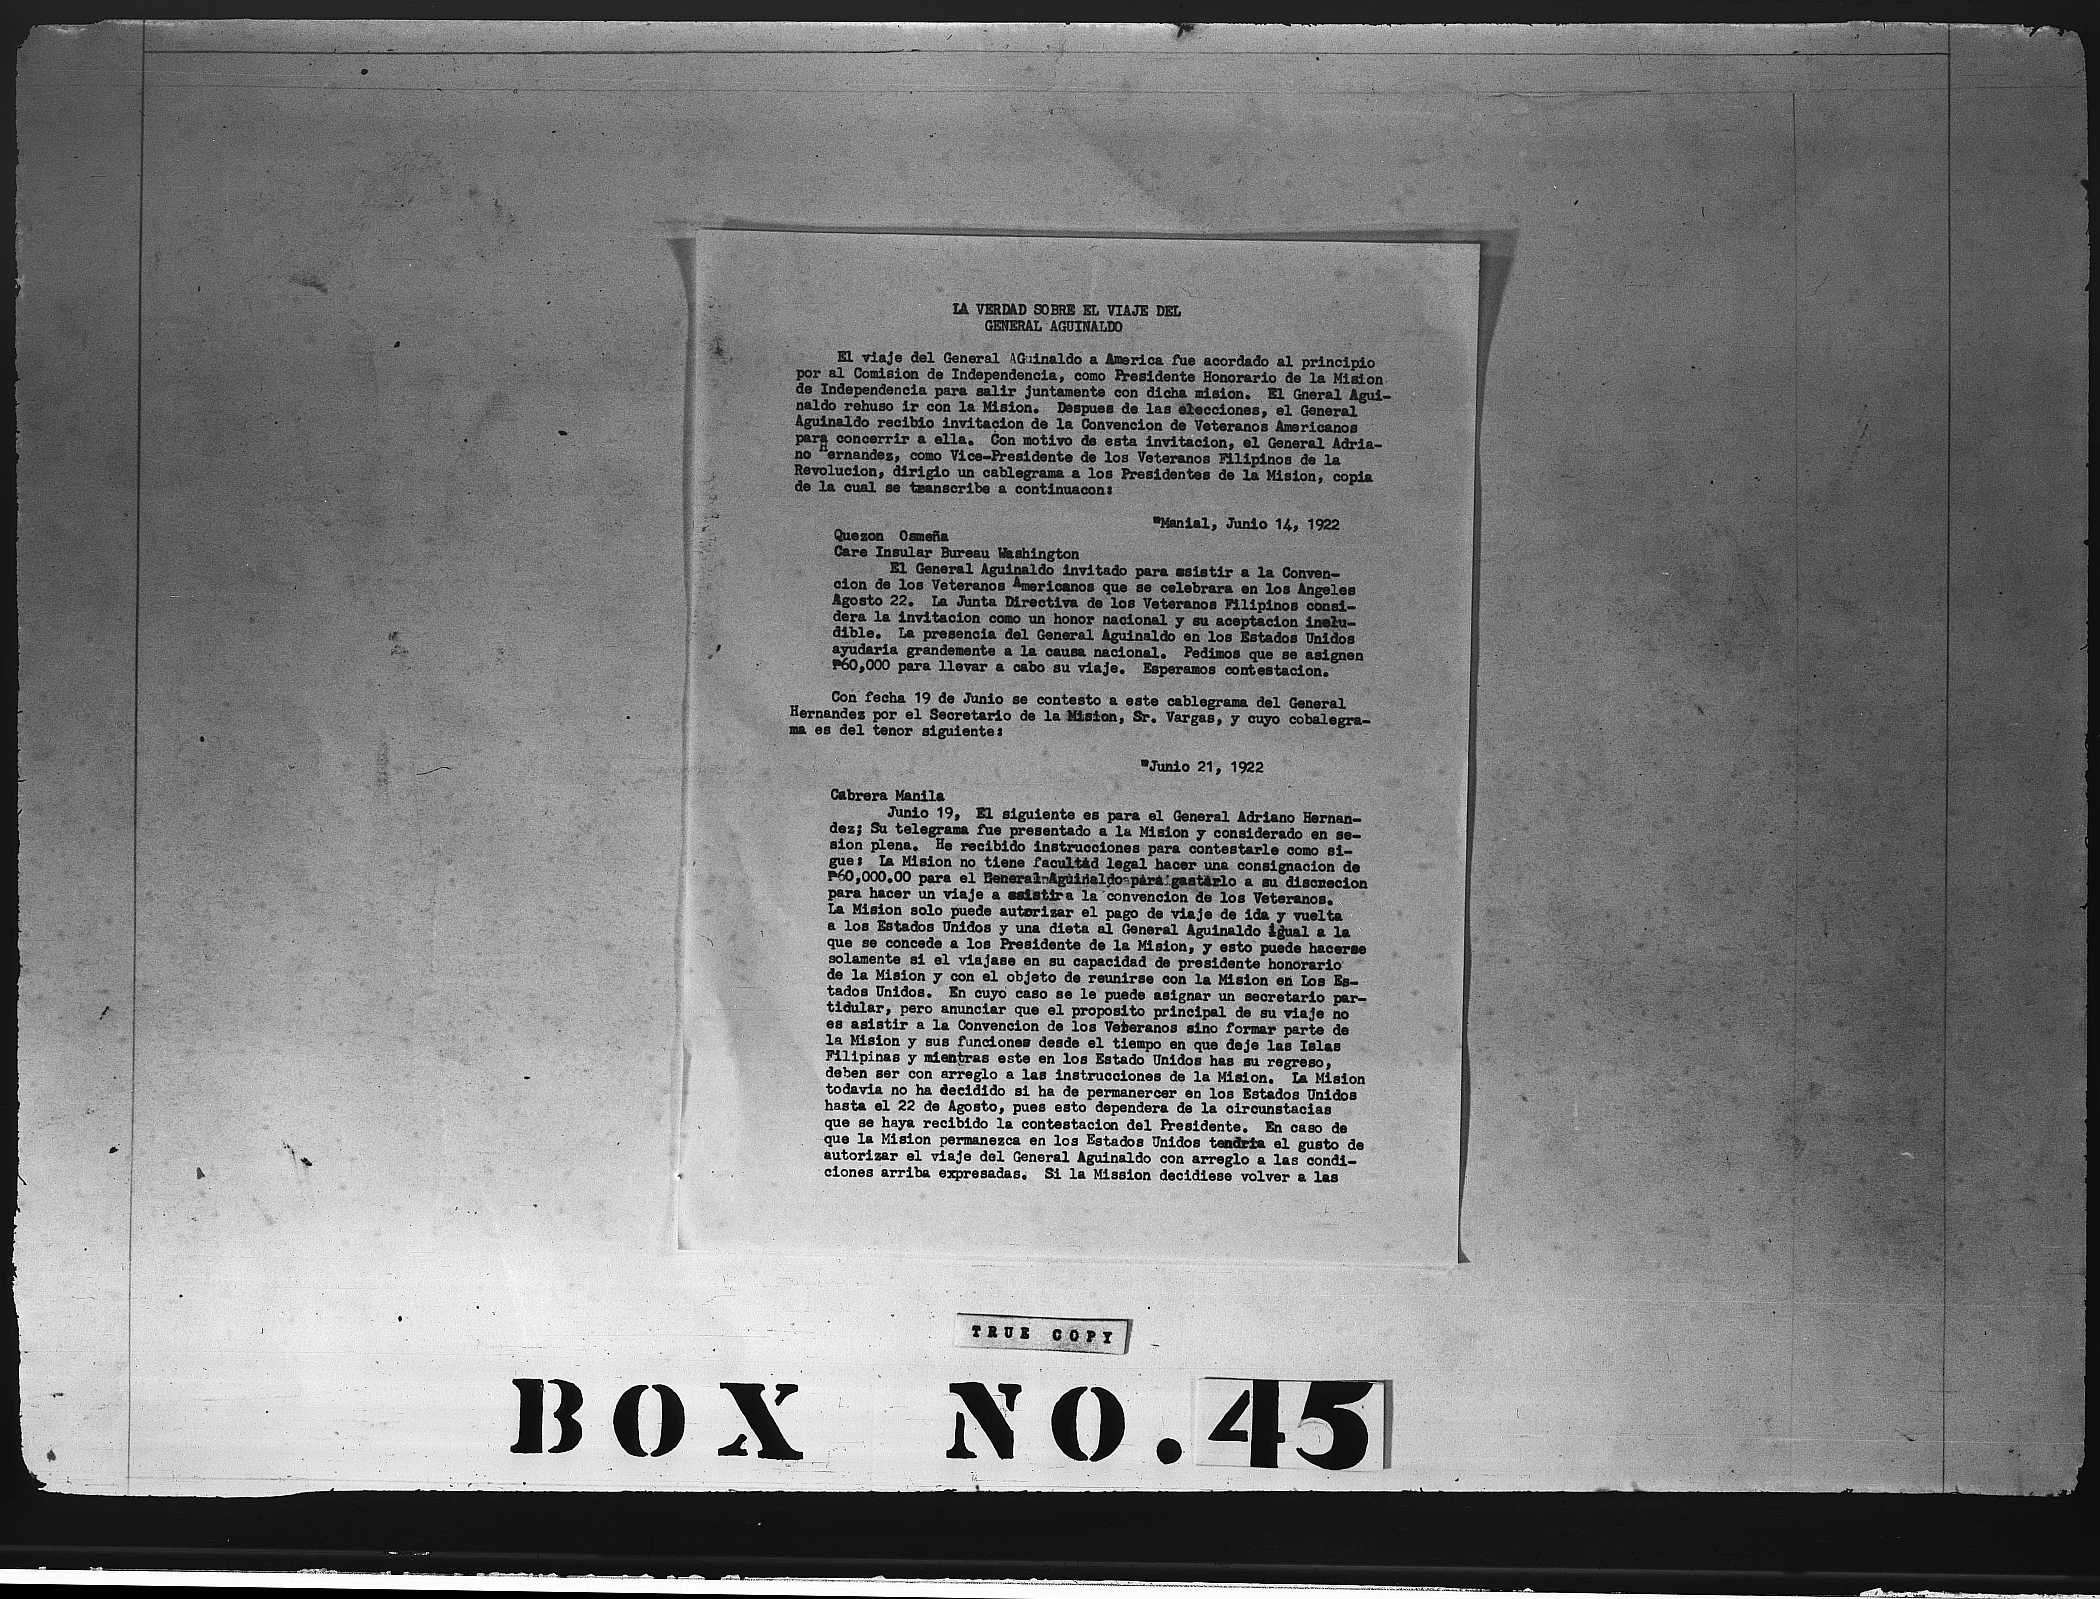 LA VERDAD SOBRE EL VIAJE DEL
GENERAL AGUINALDO
El viaje del General AGuinaldo a America fue acordado al principio
por al Comision de Independencia, como Presidente Honorario de la Mision
de Independencia para salir juntamente con dicha mision. El Gneral Agui-
naldo rehuso ir con la Mision. Despues de las elecciones, el General
Aguinaldo recibio invitacion de la Convencion de Veteranos Americanos
para concerrir a ella. Con motivo de esta invitacion, el General Adria-
no Hernandez, como Vice-Presidente de los Veteranos Filipinos de la
Revolucion, dirigio un cablegrama a los Presidentes de la Mision, copia
de la cual se transcribe a continuacon:
"Manial, Junio 14, 1922
Quezon Osmeña
Care Insular Bureau Washington
El General Aguinaldo invitado para asistir a la Conven-
cion de los Veteranos Americanos que se celebrara en los Angeles
Agosto 22. La Junta Directiva de los Veteranos Filipinos consi-
dera la invitacion como un honor nacional y su aceptacion inelu-
dible. La presencia del General Aguinaldo en los Estados Unidos
ayudaria grandemente a la causa nacional. Pedimos que se asignen
₱60,000 para llevar a cabo su viaje. Esperamos contestacion.
Con fecha 19 de Junio se contesto a este cablegrama del General
Hernandez por el Secretario de la Mision, Sr. Vargas, y cuyo cobalegra-
ma es del tenor siguiente:
"Junio 21, 1922
Cabrera Manila
Junio 19, El siguiente es para el General Adriano Hernan-
dez; Su telegrama fue presentado a la Mision y considerado en se-
sion plena. He recibido instrucciones para contestarle como si-
gue: La Mision no tiene facultad legal hacer una consignacion de
₱60,000.00 para el General Aguinaldo para gastarlo a su discrecion
para hacer un viaje a asistira la convencion de los Veteranos.
La Mision solo puede autorizar el pago de viaje de ida y vuelta
a los Estados Unidos y una dieta al General Aguinaldo igual a la
que se concede a los Presidente de la Mision, y esto puede hacerse
solamente si el viajase en su capacidad de presidente honorario
de la Mision y con el objeto de reunirse con la Mision en Los Es-
tados Unidos. En cuyo caso se le puede asignar un secretario par-
tidular, pero anunciar que el proposito principal de su viaje no
es asistir a la Convencion de los Veteranos sino formar parte de
la Mision y sus funciones desde el tiempo en que deje las Islas
Filipinas y mientras este en los Estado Unidos has su regreso,
deben ser con arreglo a las instrucciones de la Mision. La Mision
todavia no ha decidido si ha de permanercer en los Estados Unidos
hasta el 22 de Agosto, pues esto dependera de la circunstacias
que se haya recibido la contestacion del Presidente. En caso de
que la Mision permanezca en los Estados Unidos tendria el gusto de
autorizar el viaje del General Aguinaldo con arreglo a las condi-
ciones arriba expresadas. Si la Mission decidiese volver a las
TRUE COPY
BOX NO. 45